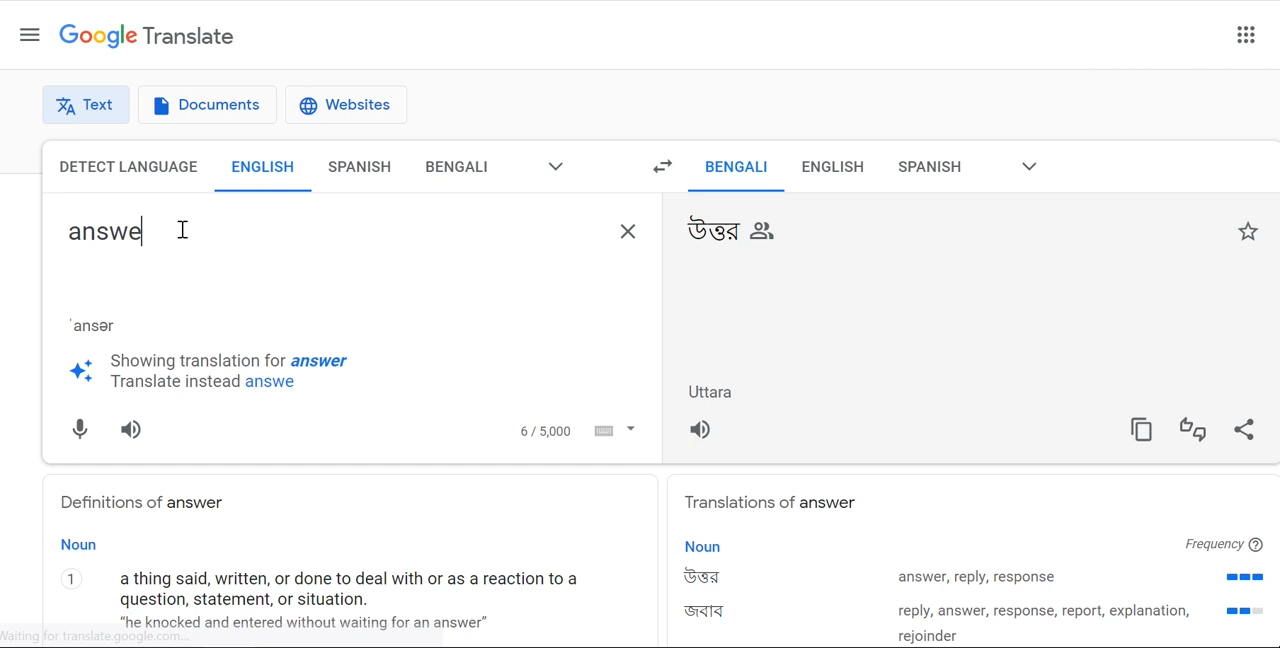 Google Translate
Text Documents Websites
DETECT LANGUAGE ENGLISH SPANISH BENGALI BENGALI ENGLISH SPANISH
answe
উত্তর
ˈansər
Showing translation for answer
Translate instead answe
Uttara
6 / 5,000
Definitions of answer
Noun
1 a thing said, written, or done to deal with or as a reaction to a
question, statement, or situation.
“he knocked and entered without waiting for an answer”
Translations of answer
Noun Frequency
উত্তর answer, reply, response
জবাব reply, answer, response, report, explanation,
rejoinder
Waiting for translate.google.com...